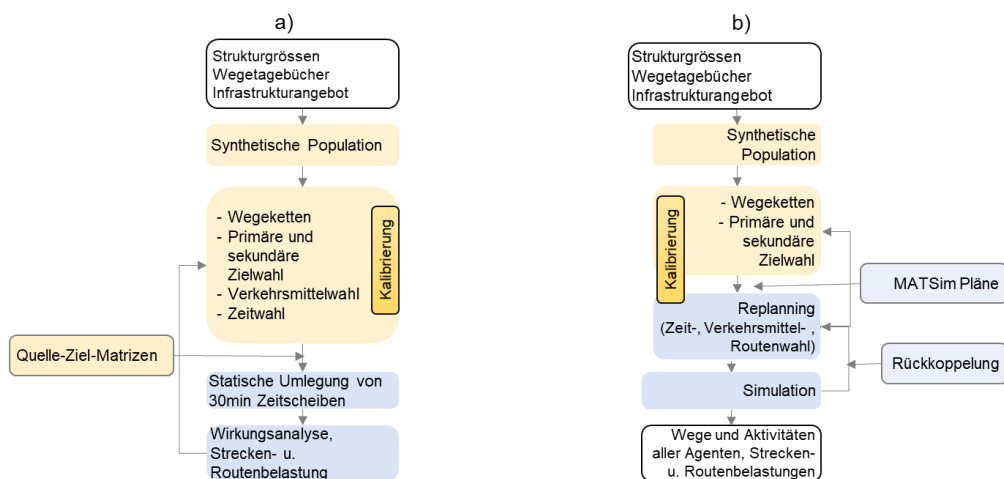 a)
Strukturgrössen
Wegetagebücher
Infrastrukturangebot
Synthetische Population
- Wegeketten
- Primäre und
sekundäre
Zielwahl
- Verkehrsmittelwahl
- Zeitwahl
Kalibrierung
Quelle-Ziel-Matrizen
Statische Umlegung von
30min Zeitscheiben
Wirkungsanalyse,
Strecken- u.
Routenbelastung
b)
Strukturgrössen
Wegetagebücher
Infrastrukturangebot
Synthetische
Population
Kalibrierung
- Wegeketten
- Primäre und
sekundäre
Zielwahl
MATSim Pläne
Replanning
(Zeit-, Verkehrsmittel- ,
Routenwahl)
Rückkoppelung
Simulation
Wege und Aktivitäten
aller Agenten, Strecken-
u. Routenbelastungen